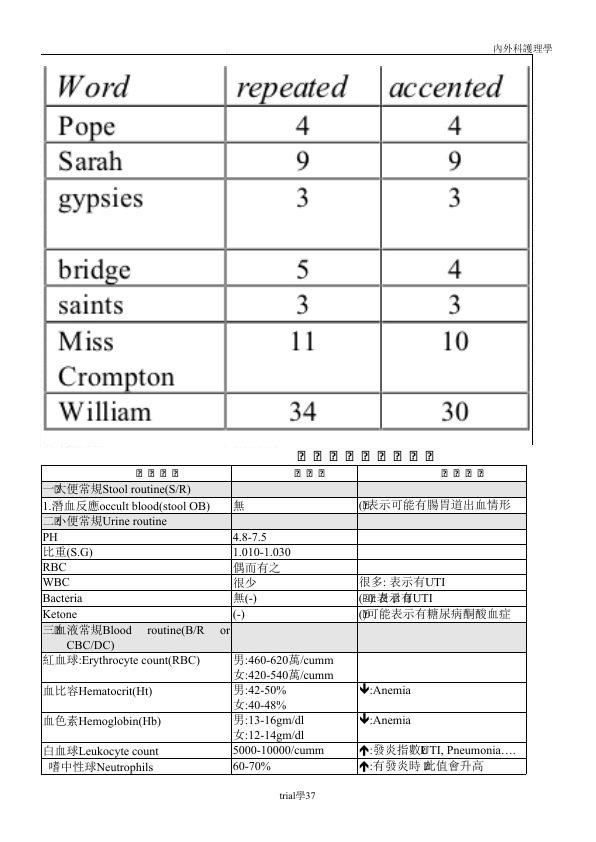 內外科護理學
Word repeated accented
Pope 4 4
Sarah 9 9
gypsies 3 3
bridge 5 4
saints 3 3
Miss 11 10
Crompton
William 34 30
一 大便常規Stool routine(S/R)
1.潛血反應occult blood(stool OB) 無 ( 表示可能有腸胃道出血情形
二 小便常規Urine routine
PH 4.8-7.5
比重(S.G) 1.010-1.030
RBC 偶而有之
WBC 很少 很多: 表示有UTI
Bacteria 無(-) ( 表示有UTI
Ketone (-) ( 可能表示有糖尿病酮酸血症
三 血液常規Blood routine(B/R or
CBC/DC)
紅血球:Erythrocyte count(RBC) 男:460-620萬/cumm
女:420-540萬/cumm
血比容Hematocrit(Ht) 男:42-50% 🡻:Anemia
女:40-48%
血色素Hemoglobin(Hb) 男:13-16gm/dl 🡻:Anemia
女:12-14gm/dl
白血球Leukocyte count 5000-10000/cumm 🡹:發炎指數 UTI, Pneumonia….
嗜中性球Neutrophils 60-70% 🡹:有發炎時 此值會升高
trial學37